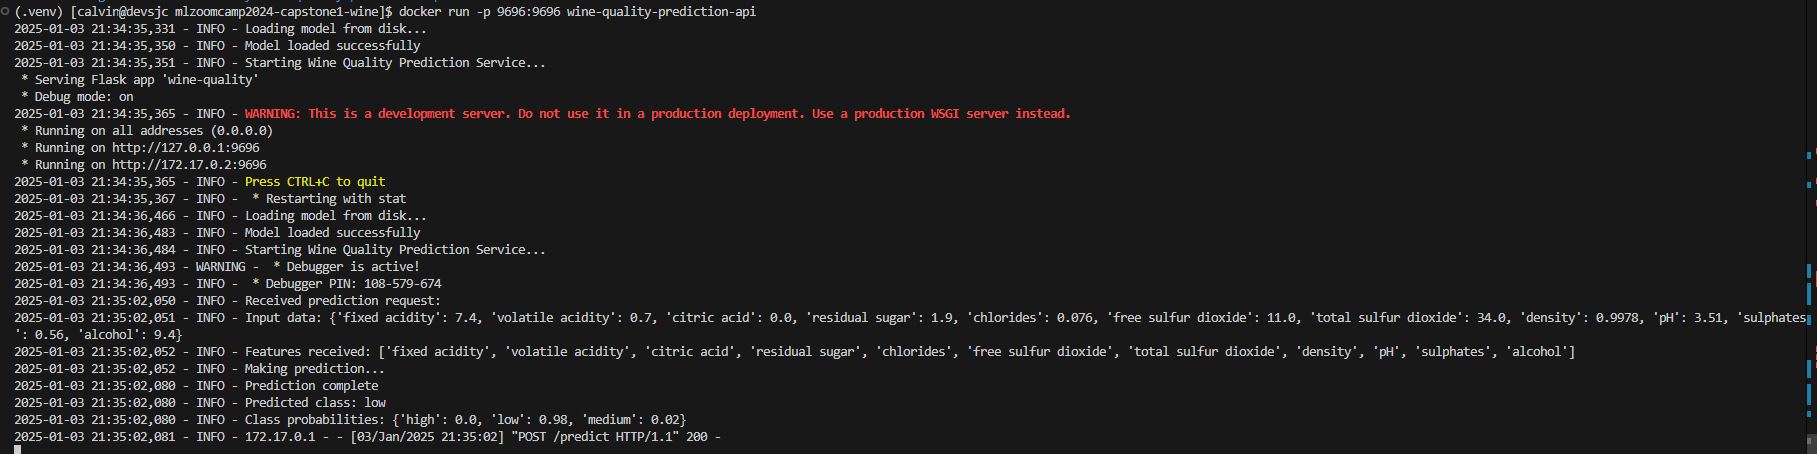 (.venv) [calvin@devsjc mlzoomcamp2024-capstone1-wine]$ docker run -p 9696:9696 wine-quality-prediction-api
2025-01-03 21:34:35,331 - INFO - Loading model from disk...
2025-01-03 21:34:35,350 - INFO - Model loaded successfully
2025-01-03 21:34:35,351 - INFO - Starting Wine Quality Prediction Service...
 * Serving Flask app 'wine-quality'
 * Debug mode: on
2025-01-03 21:34:35,365 - INFO - WARNING: This is a development server. Do not use it in a production deployment. Use a production WSGI server instead.
 * Running on all addresses (0.0.0.0)
 * Running on http://127.0.0.1:9696
 * Running on http://172.17.0.2:9696
2025-01-03 21:34:35,365 - INFO - Press CTRL+C to quit
2025-01-03 21:34:35,367 - INFO -  * Restarting with stat
2025-01-03 21:34:36,466 - INFO - Loading model from disk...
2025-01-03 21:34:36,483 - INFO - Model loaded successfully
2025-01-03 21:34:36,484 - INFO - Starting Wine Quality Prediction Service...
2025-01-03 21:34:36,493 - WARNING -  * Debugger is active!
2025-01-03 21:34:36,493 - INFO -  * Debugger PIN: 108-579-674
2025-01-03 21:35:02,050 - INFO - Received prediction request:
2025-01-03 21:35:02,051 - INFO - Input data: {'fixed acidity': 7.4, 'volatile acidity': 0.7, 'citric acid': 0.0, 'residual sugar': 1.9, 'chlorides': 0.076, 'free sulfur dioxide': 11.0, 'total sulfur dioxide': 34.0, 'density': 0.9978, 'pH': 3.51, 'sulphates
': 0.56, 'alcohol': 9.4}
2025-01-03 21:35:02,052 - INFO - Features received: ['fixed acidity', 'volatile acidity', 'citric acid', 'residual sugar', 'chlorides', 'free sulfur dioxide', 'total sulfur dioxide', 'density', 'pH', 'sulphates', 'alcohol']
2025-01-03 21:35:02,052 - INFO - Making prediction...
2025-01-03 21:35:02,080 - INFO - Prediction complete
2025-01-03 21:35:02,080 - INFO - Predicted class: low
2025-01-03 21:35:02,080 - INFO - Class probabilities: {'high': 0.0, 'low': 0.98, 'medium': 0.02}
2025-01-03 21:35:02,081 - INFO - 172.17.0.1 - - [03/Jan/2025 21:35:02] "POST /predict HTTP/1.1" 200 -